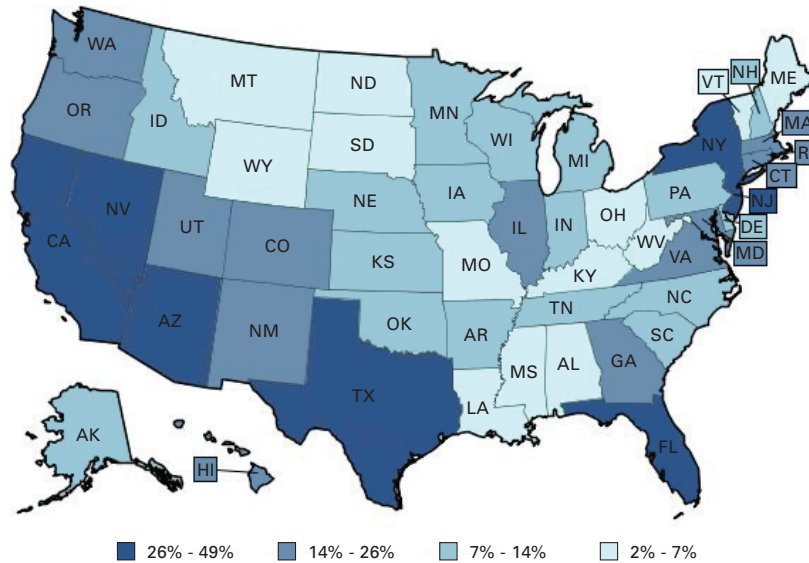 WA
MT
ND
MN
VT
NH
ME
OR
ID
SD
WI
MI
NY
MA
R
WY
CT
NV
NE
IA
PA
NJ
CA
UT
CO
IL
IN
OH
DE
KS
MO
WV
VA
MD
KY
AZ
NM
OK
AR
TN
NC
SC
TX
MS
AL
GA
LA
AK
HI
FL
26% - 49%
14% - 26%
7% - 14%
2% - 7%